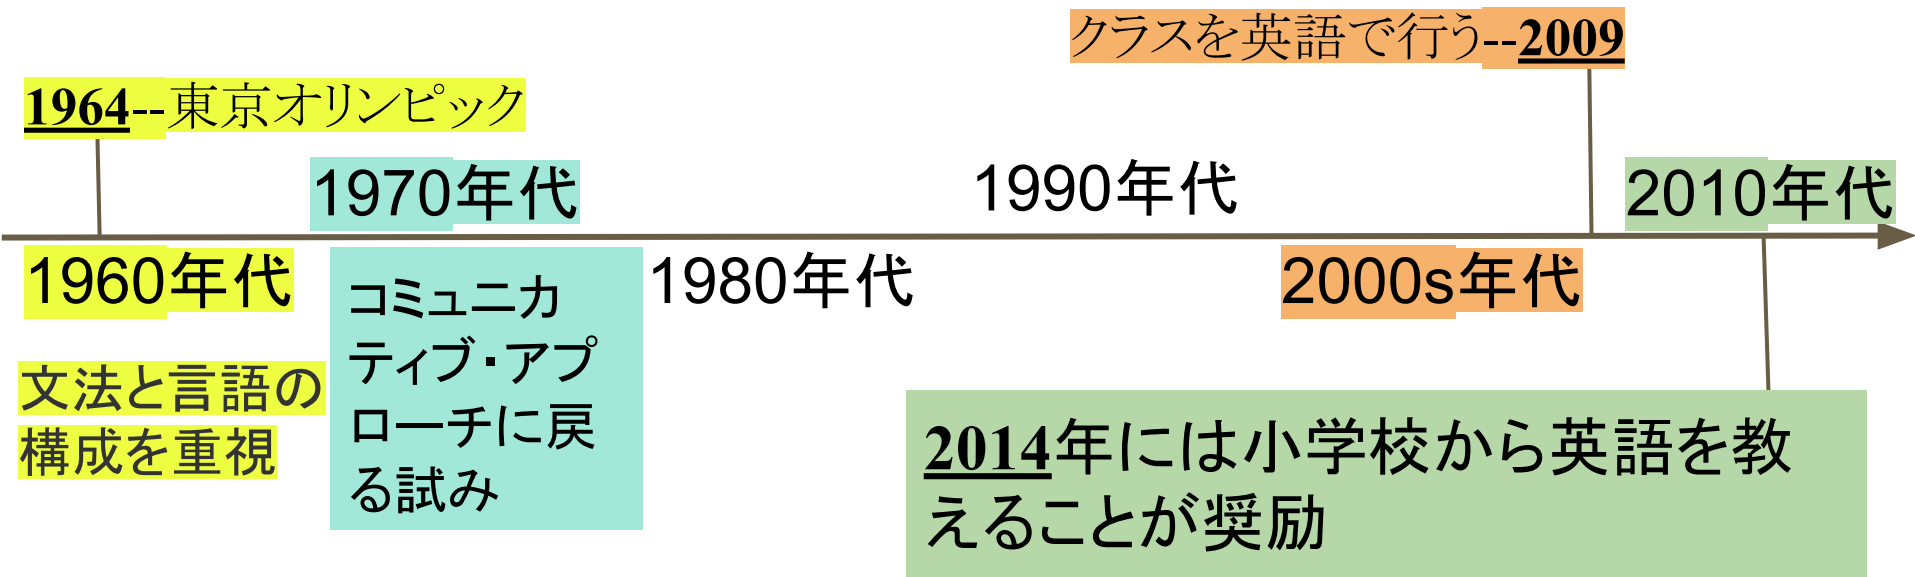 クラスを英語で行う--2009
1964--東京オリンピック
1970年代
1990年代
2010年代
1960年代
1980年代
2000s年代
コミュニカ
ティブ・アプ
ローチに戻
る試み
文法と言語の
構成を重視
2014年には小学校から英語を教
えることが奨励